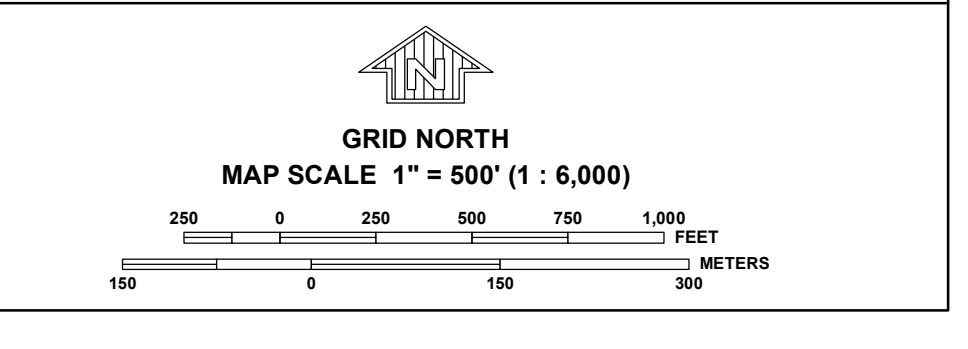 N
GRID NORTH
MAP SCALE 1" = 500' (1 : 6,000)
250 0 250 500 750 1,000
FEET
METERS
150 0 150 300